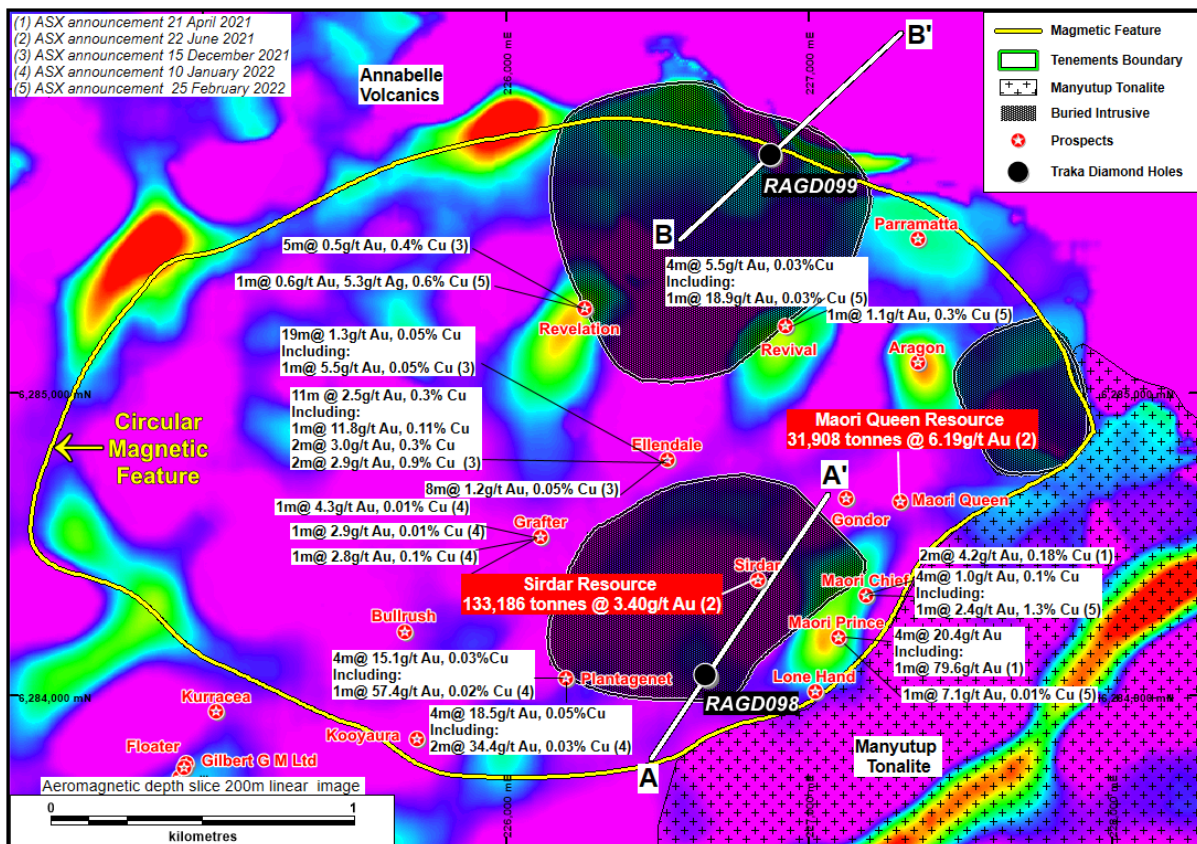 (1) ASX announcement 21 April 2021
(2) ASX announcement 22 June 2021
(3) ASX announcement 15 December 2021
(4) ASX announcement 10 January 2022
(5) ASX announcement 25 February 2022
Annabelle
Volcanics
226,000 mE
227,000 mE
B'
Magnetic Feature
Tenements Boundary
Manyutup Tonalite
Buried Intrusive
Prospects
Traka Diamond Holes
RAGD099
B
Parramatta
5m@ 0.5g/t Au, 0.4% Cu (3)
1m@ 0.6g/t Au, 5.3g/t Ag, 0.6% Cu (5)
Revelation
4m@ 5.5g/t Au, 0.03%Cu
Including:
1m@ 18.9g/t Au, 0.03% Cu (5)
1m@ 1.1g/t Au, 0.3% Cu (5)
Revival
Aragon
19m@ 1.3g/t Au, 0.05% Cu
Including:
1m@ 5.5g/t Au, 0.05% Cu (3)
11m @ 2.5g/t Au, 0.3% Cu
Including:
1m@ 11.8g/t Au, 0.11% Cu
2m@ 3.0g/t Au, 0.3% Cu
2m@ 2.9g/t Au, 0.9% Cu (3)
6,285,000 mN
6,285,000 mN
Circular
Magnetic
Feature
Maori Queen Resource
31,908 tonnes @ 6.19g/t Au (2)
Ellendale
8m@ 1.2g/t Au, 0.05% Cu (3)
A'
Gondor
Maori Queen
1m@ 4.3g/t Au, 0.01% Cu (4)
1m@ 2.9g/t Au, 0.01% Cu (4)
1m@ 2.8g/t Au, 0.1% Cu (4)
Grafter
Sirdar
Sirdar Resource
133,186 tonnes @ 3.40g/t Au (2)
Maori Chief
2m@ 4.2g/t Au, 0.18% Cu (1)
4m@ 1.0g/t Au, 0.1% Cu
Including:
1m@ 2.4g/t Au, 1.3% Cu (5)
Bullrush
Maori Prince
4m@ 20.4g/t Au
Including:
1m@ 79.6g/t Au (1)
4m@ 15.1g/t Au, 0.03%Cu
Including:
1m@ 57.4g/t Au, 0.02% Cu (4)
Plantagenet
Lone Hand
1m@ 7.1g/t Au, 0.01% Cu (5)
6,284,000 mN
6,284,000 mN
RAGD098
Kurracea
4m@ 18.5g/t Au, 0.05%Cu
Including:
2m@ 34.4g/t Au, 0.03% Cu (4)
Kooyaura
Floater
Gilbert G M Ltd
A
Manyutup
Tonalite
Aeromagnetic depth slice 200m linear image
0
1
kilometres
226,000 mE
227,000 mE
228,000 mE